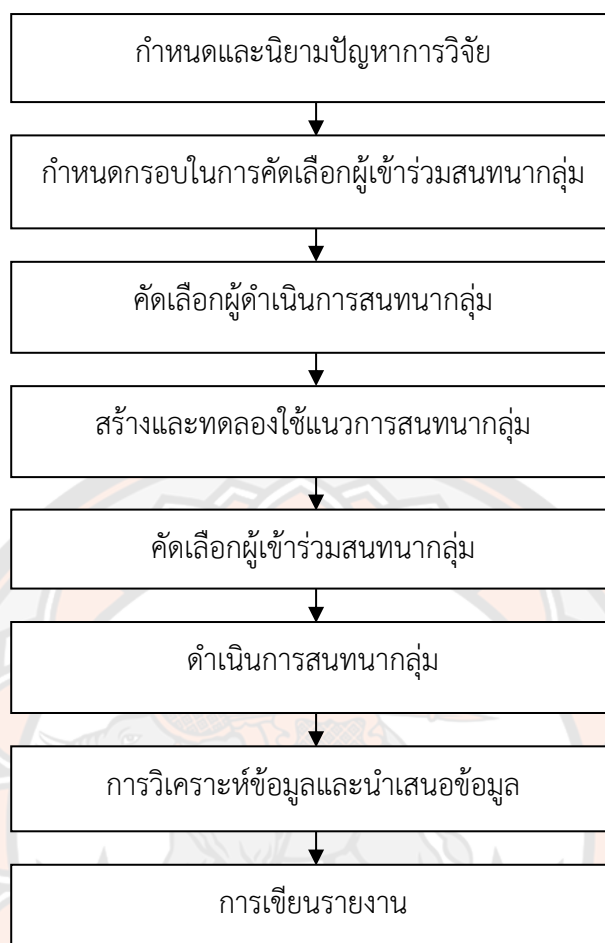 กำหนดและนิยามปัญหาการวิจัย
กำหนดกรอบในการคัดเลือกผู้เข้าร่วมสนทนากลุ่ม
คัดเลือกผู้ดำเนินการสนทนากลุ่ม
สร้างและทดลองใช้แนวการสนทนากลุ่ม
คัดเลือกผู้เข้าร่วมสนทนากลุ่ม
ดำเนินการสนทนากลุ่ม
การวิเคราะห์ข้อมูลและนำเสนอข้อมูล
การเขียนรายงาน